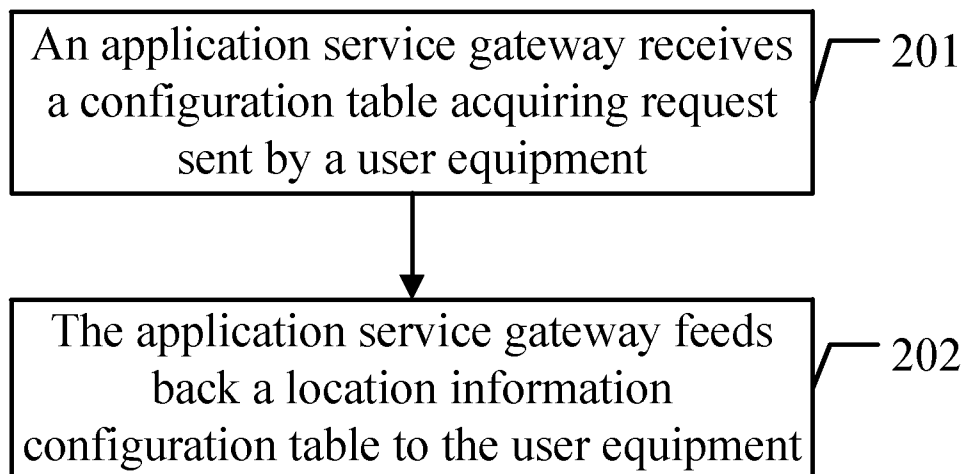 An application service gateway receives
a configuration table acquiring request
sent by a user equipment
201
The application service gateway feeds
back a location information
configuration table to the user equipment
202